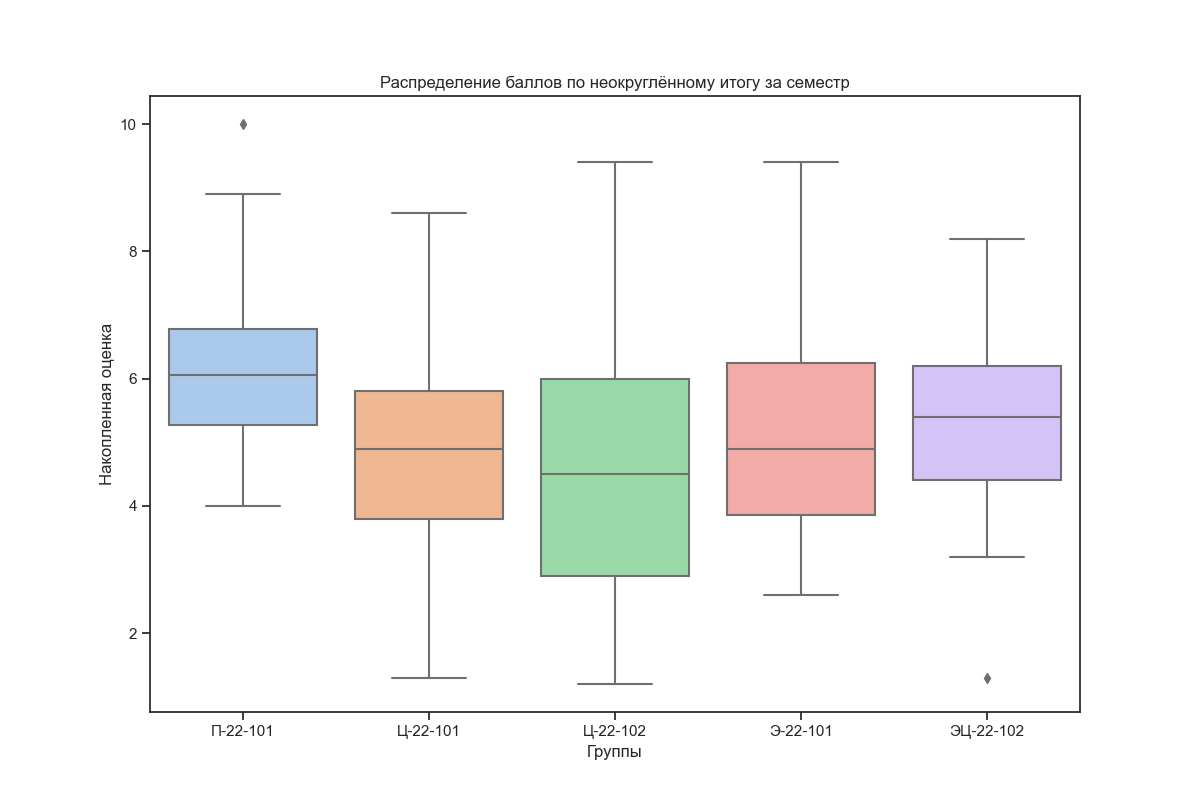 Распределение баллов по неокруглённому итогу за семестр
Накопленная оценка
10
8
6
4
2
П-22-101
Ц-22-101
Ц-22-102
Э-22-101
ЭЦ-22-102
Группы